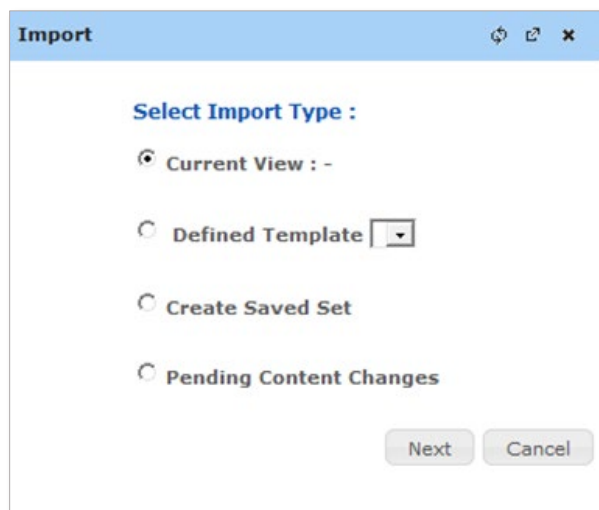 Import
Select Import Type :
Current View : -
Defined Template
Create Saved Set
Pending Content Changes
Next Cancel